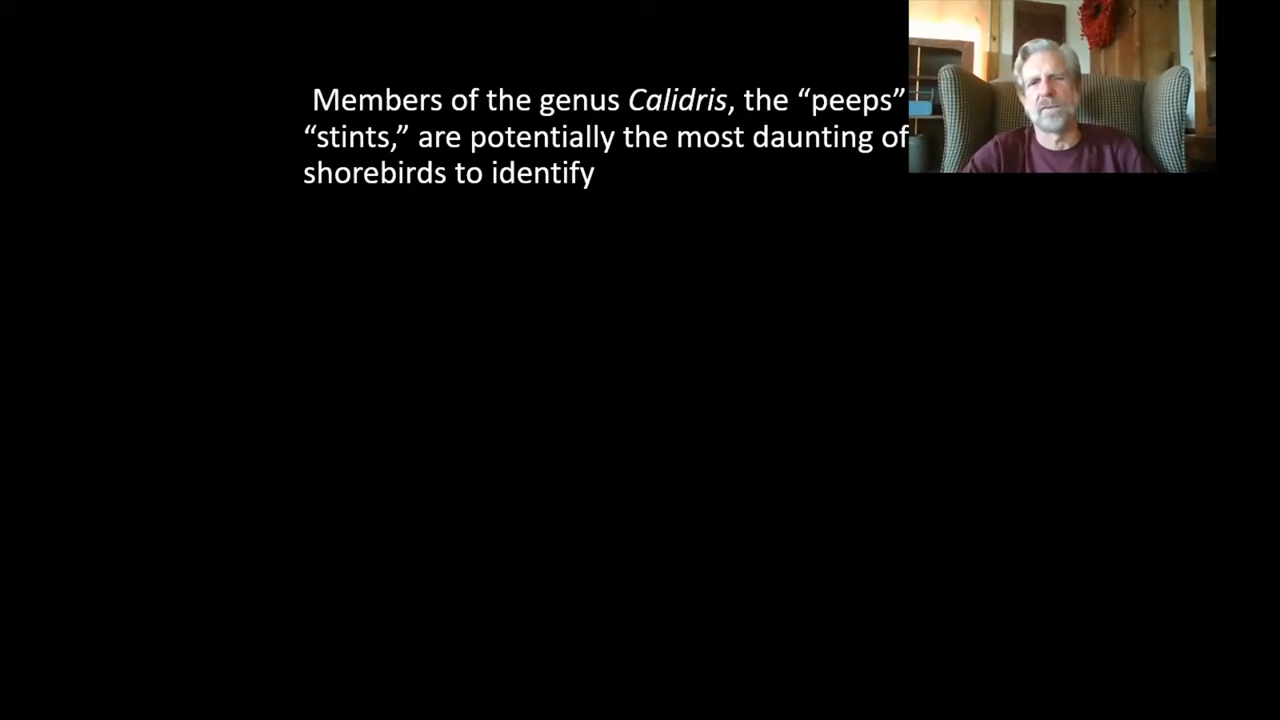 Members of the genus Calidris, the “peeps”
“stints,” are potentially the most daunting of
shorebirds to identify